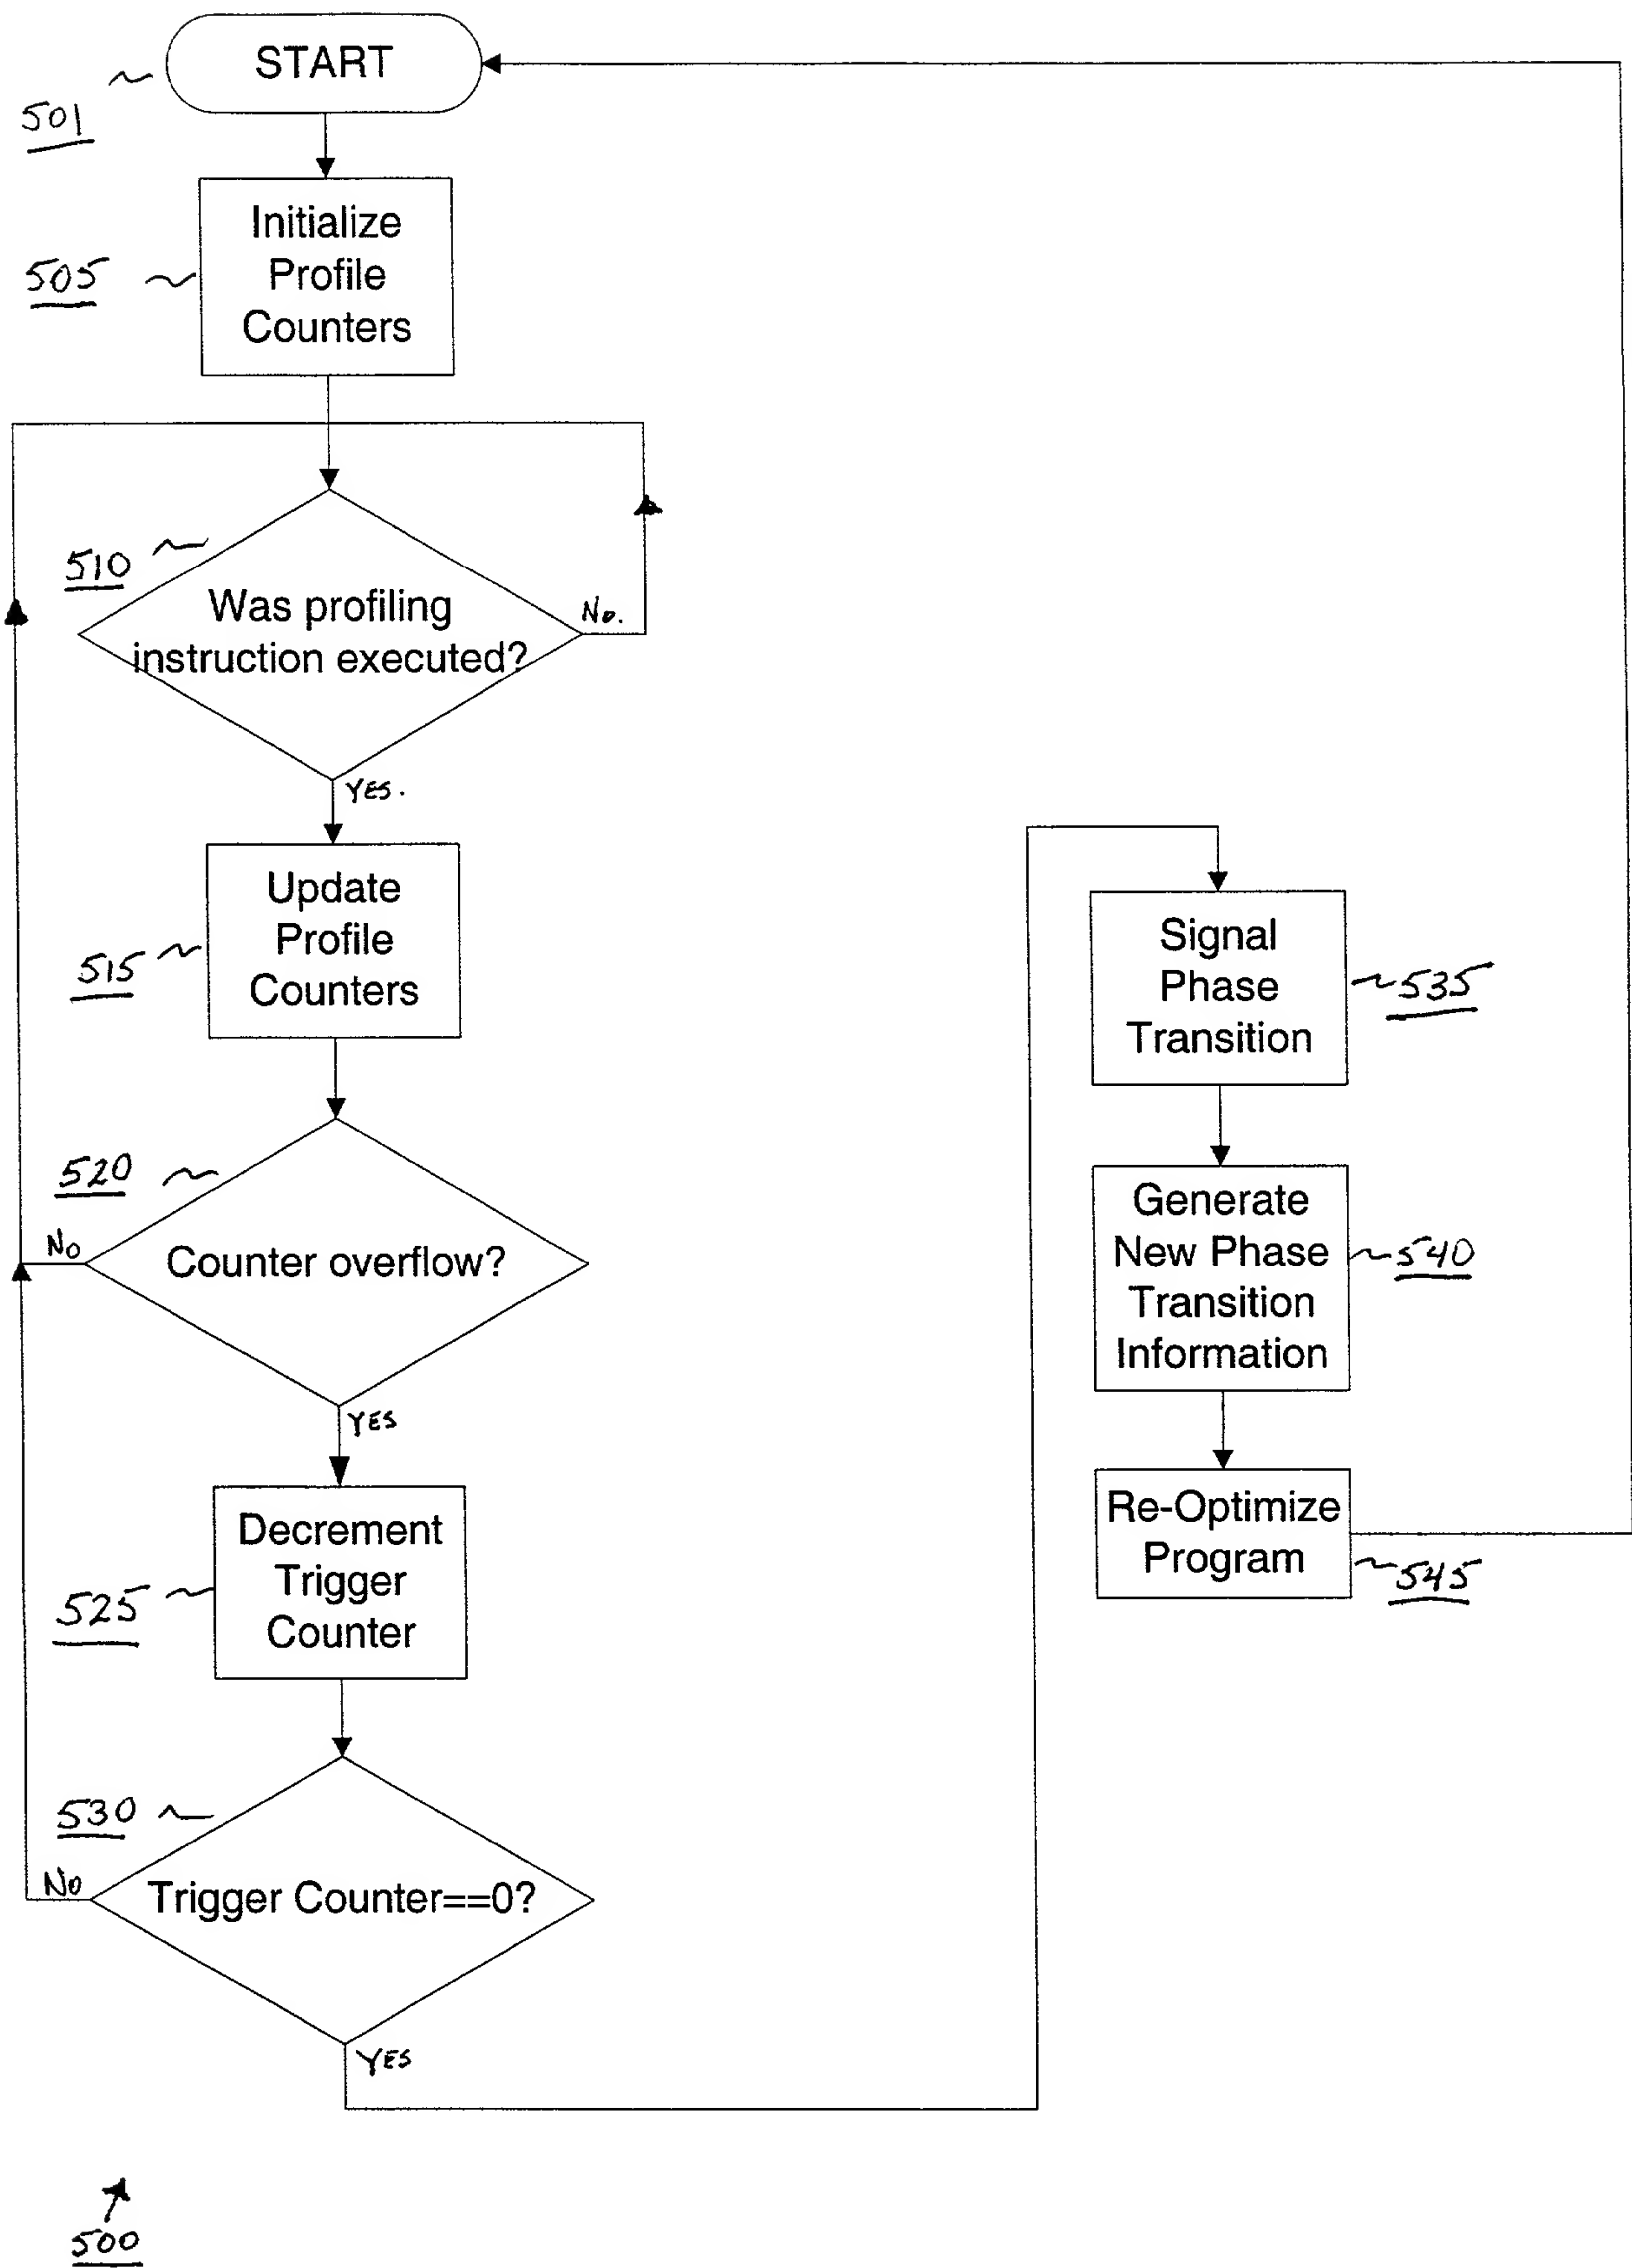 START
501
Initialize
Profile
Counters
505
510
Was profiling
instruction executed?
No.
YES.
Update
Profile
Counters
515
520
No
Counter overflow?
YES
Decrement
Trigger
Counter
525
530
No
Trigger Counter==0?
YES
Signal
Phase
Transition
535
Generate
New Phase
Transition
Information
540
Re-Optimize
Program
545
500